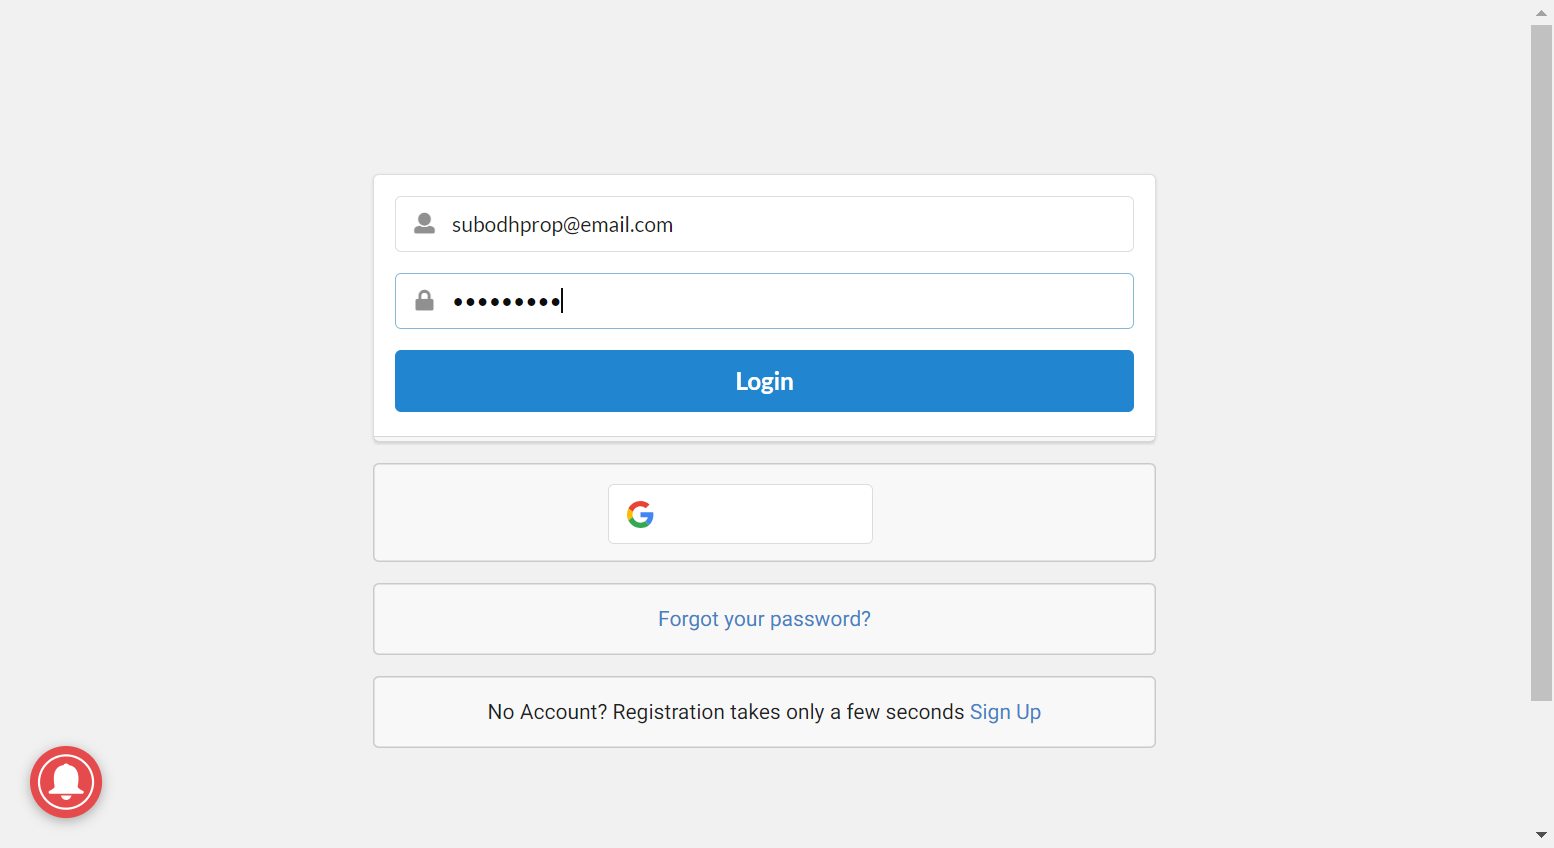 subodhprop@email.com
•••••••••
Login
Forgot your password?
No Account? Registration takes only a few seconds Sign Up